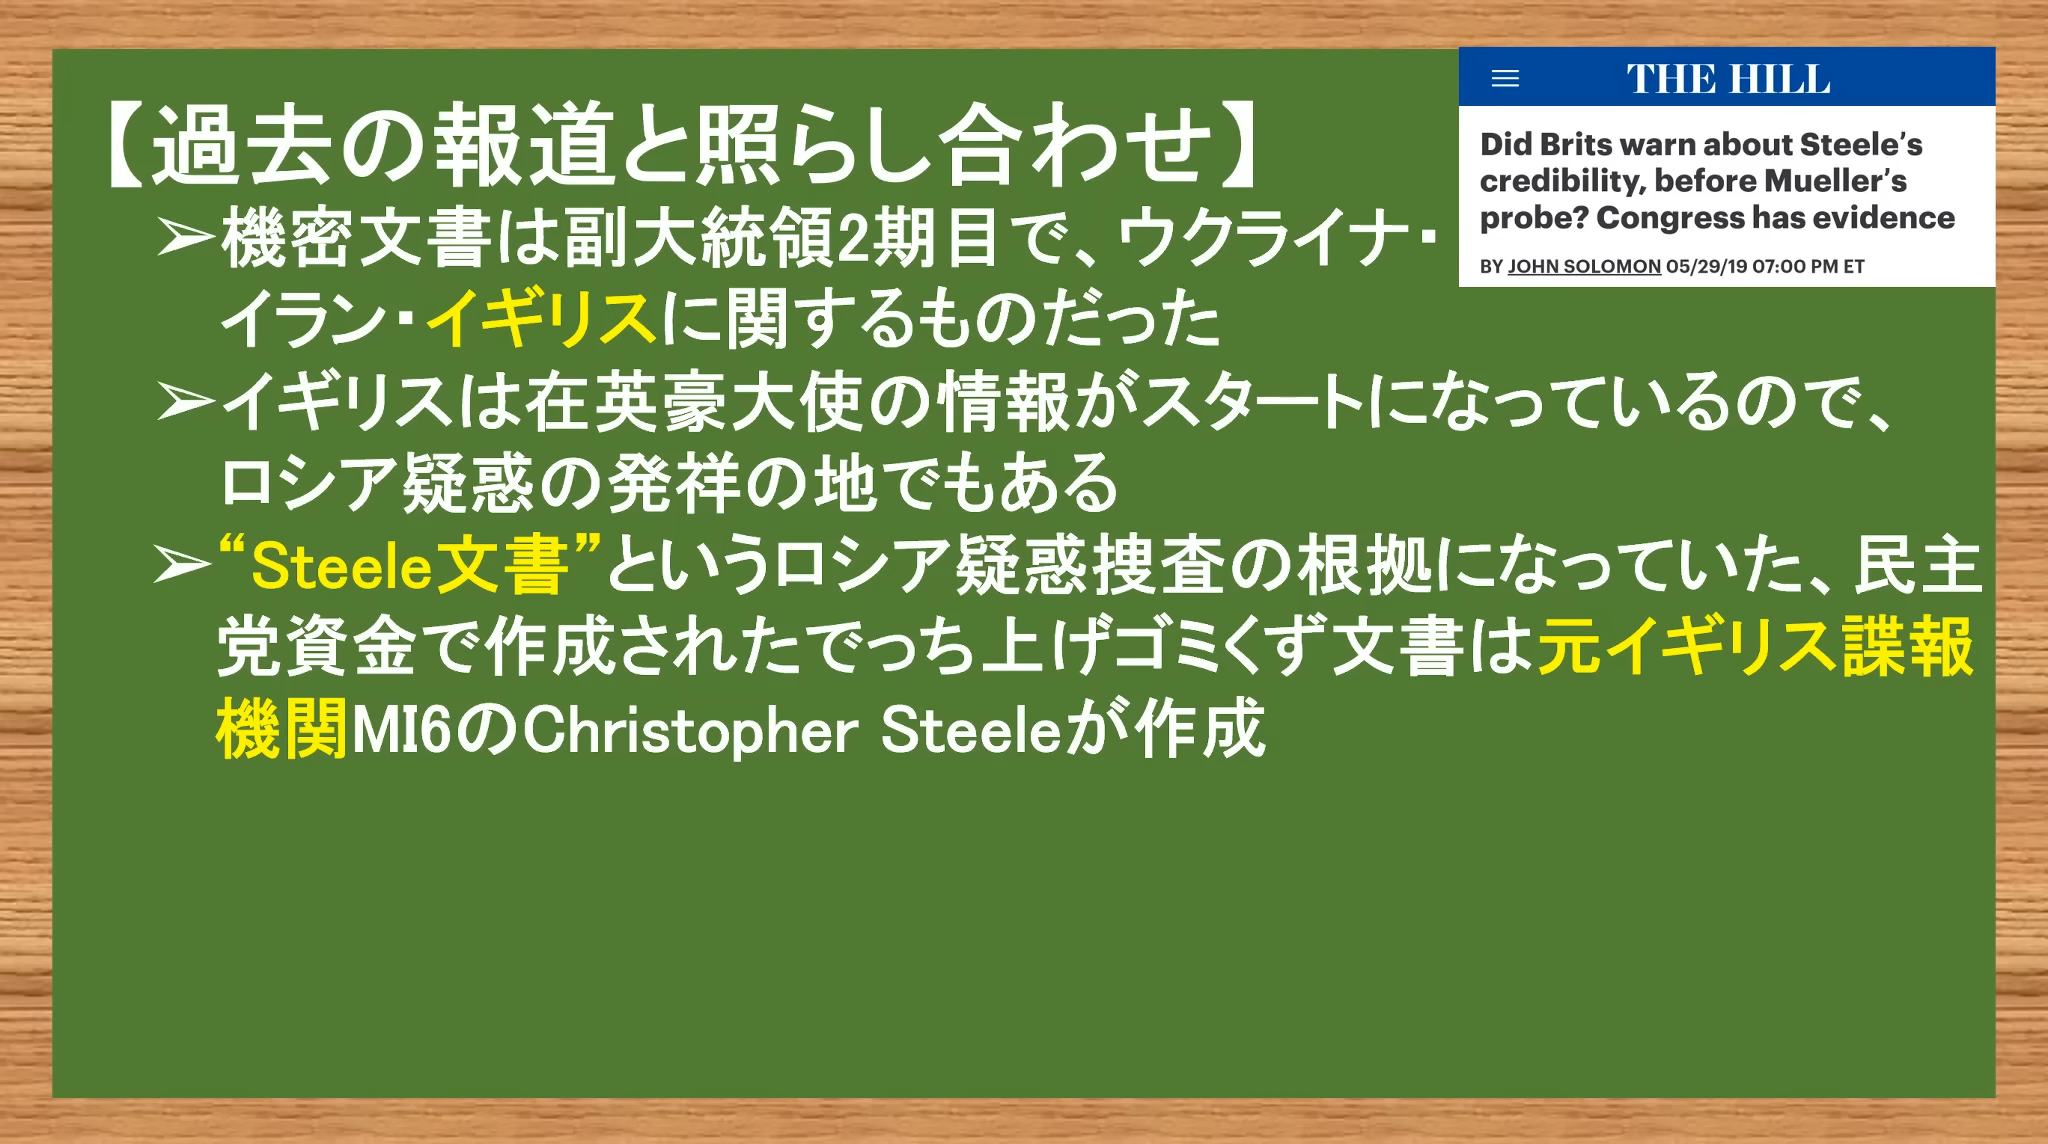 【過去の報道と照らし合わせ】
➢機密文書は副大統領2期目で、ウクライナ・
イラン・イギリスに関するものだった
➢イギリスは在英豪大使の情報がスタートになっているので、
ロシア疑惑の発祥の地でもある
➢“Steele文書”というロシア疑惑捜査の根拠になっていた、民主
党資金で作成されたでっち上げゴミくず文書は元イギリス諜報
機関MI6のChristopher Steeleが作成
THE HILL
Did Brits warn about Steele’s
credibility, before Mueller’s
probe? Congress has evidence
BY JOHN SOLOMON 05/29/19 07:00 PM ET